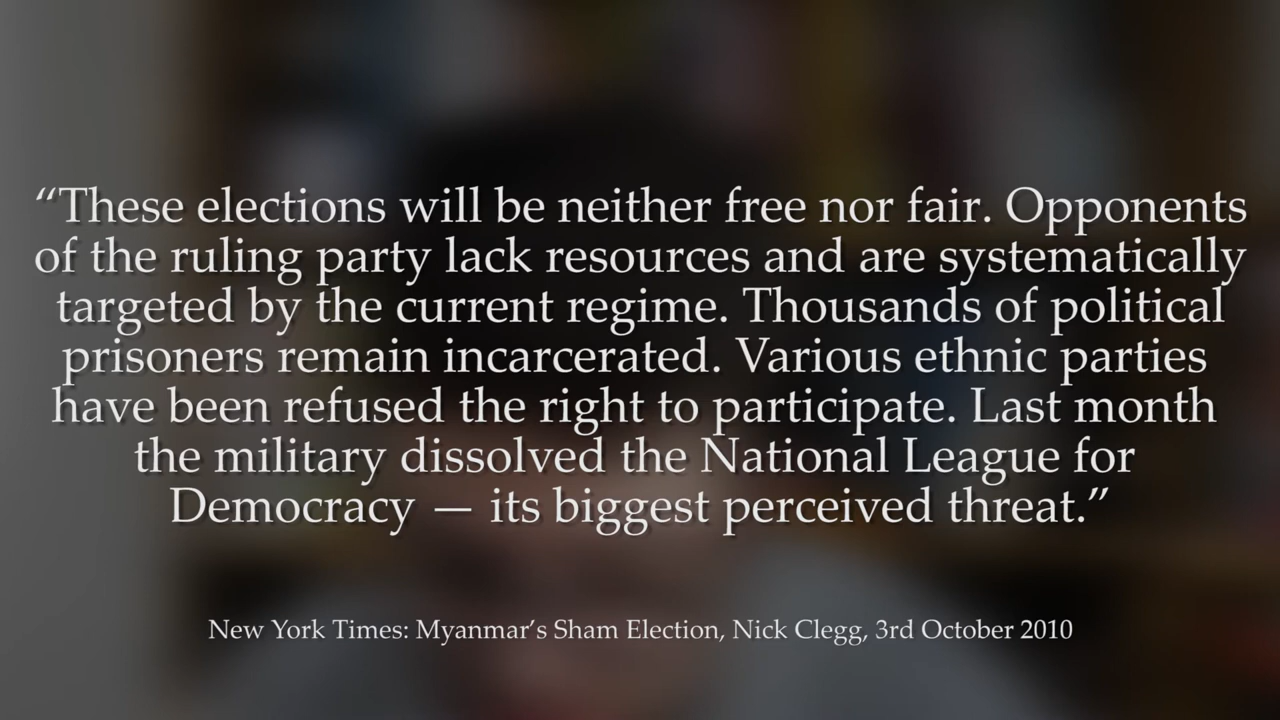 “These elections will be neither free nor fair. Opponents
of the ruling party lack resources and are systematically
targeted by the current regime. Thousands of political
prisoners remain incarcerated. Various ethnic parties
have been refused the right to participate. Last month
the military dissolved the National League for
Democracy — its biggest perceived threat.”
New York Times: Myanmar’s Sham Election, Nick Clegg, 3rd October 2010